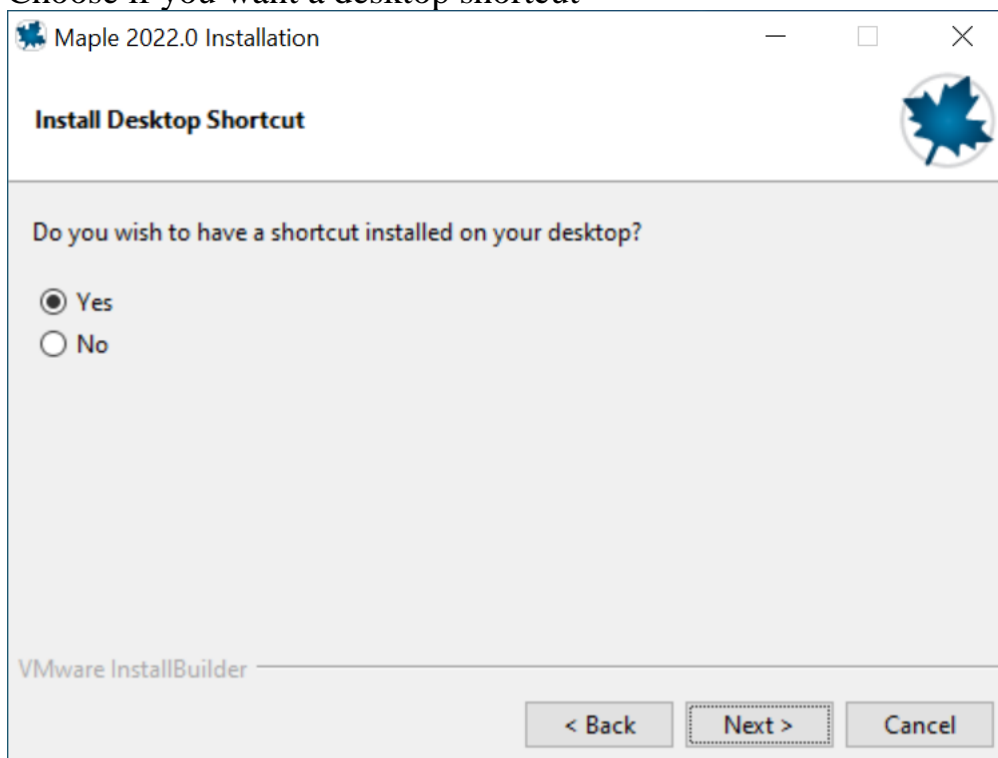 Choose if you want a desktop shortcut
Maple 2022.0 Installation
Install Desktop Shortcut
Do you wish to have a shortcut installed on your desktop?
Yes
No
VMware InstallBuilder
< Back Next > Cancel